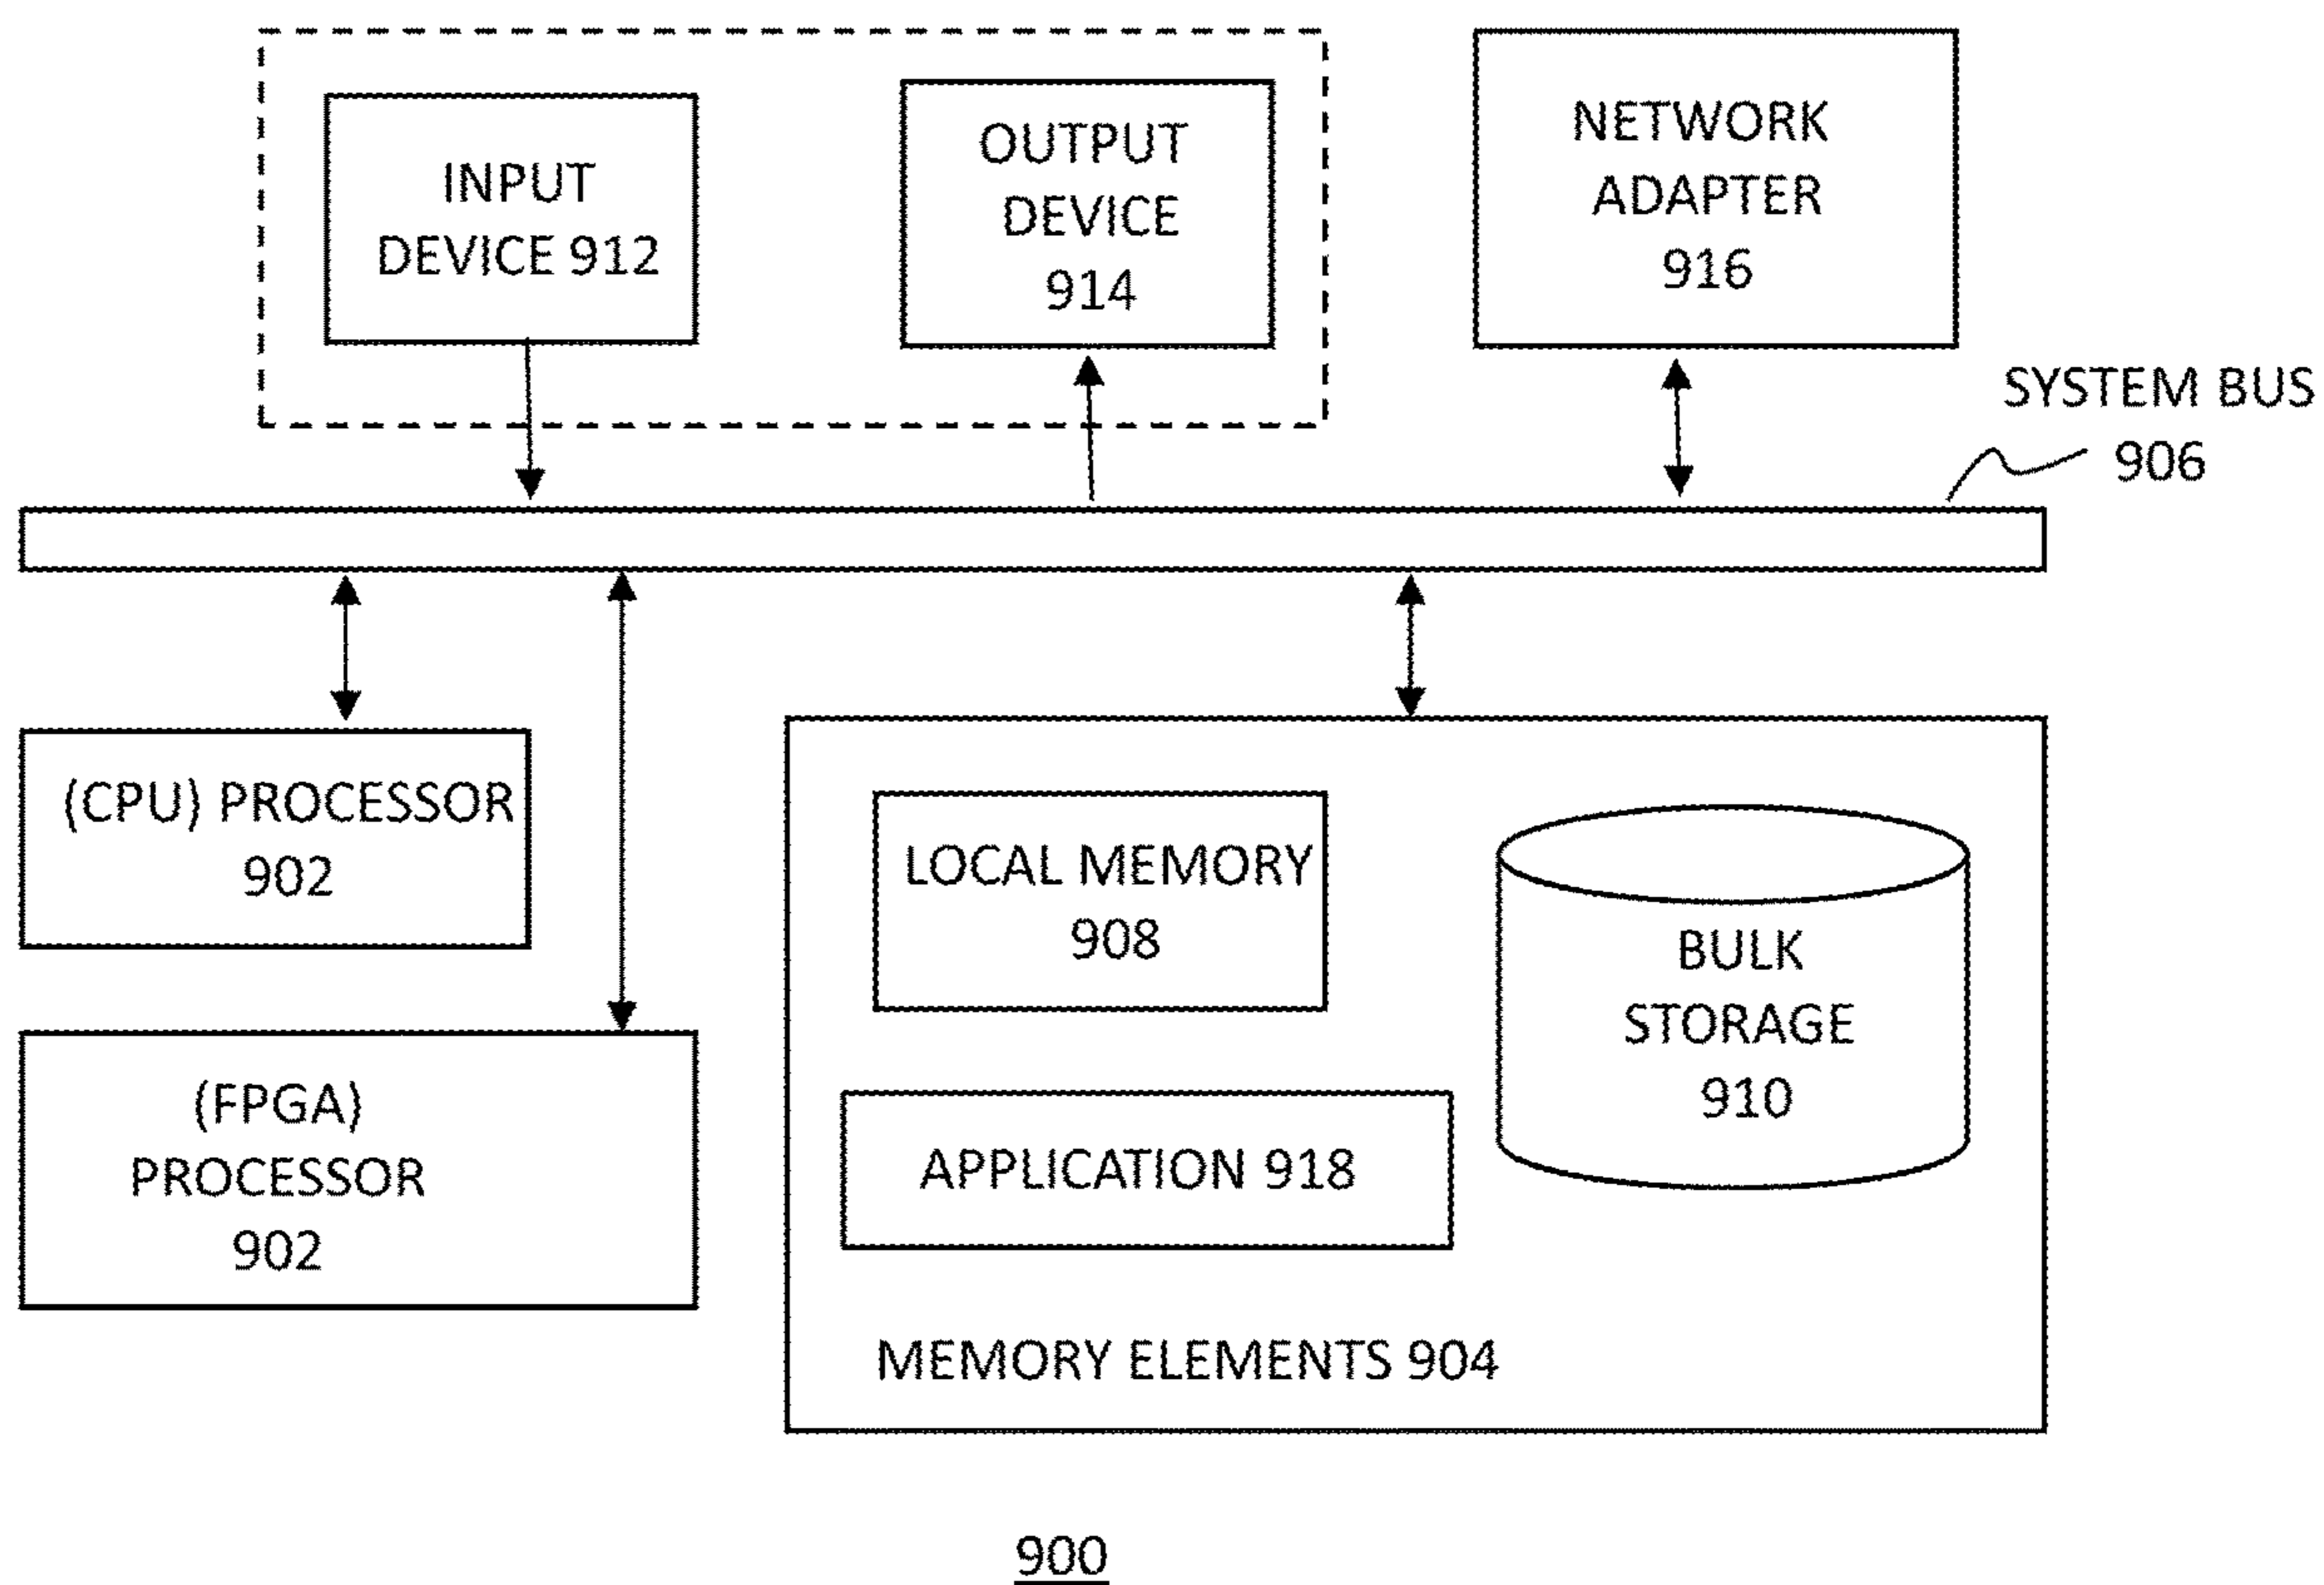 INPUT
DEVICE 912
OUTPUT
DEVICE
914
NETWORK
ADAPTER
916
SYSTEM BUS
906
(CPU) PROCESSOR
902
(FPGA)
PROCESSOR
902
LOCAL MEMORY
908
BULK
STORAGE
910
APPLICATION 918
MEMORY ELEMENTS 904
900